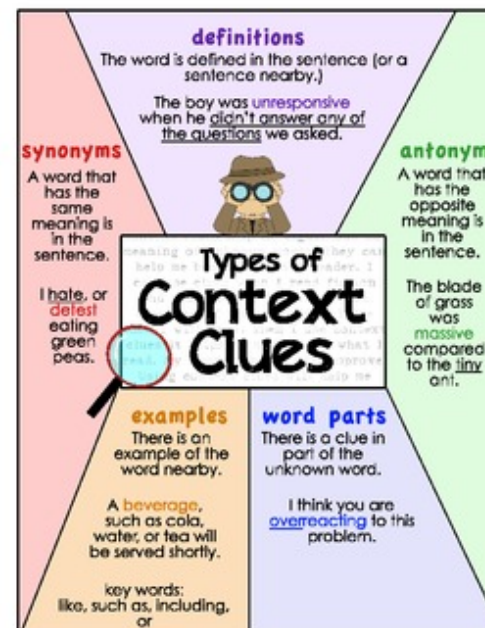 definitions
The word is defined in the sentence (or a
sentence nearby.)
The boy was unresponsive
when he didn't answer any of
the questions we asked.
synonyms
A word that
has the
same
meaning is
in the
sentence.
I hate, or
detest
eating
green
peas.
antonym
A word that
has the
opposite
meaning is
in the
sentence.
The blade
of grass
was
massive
compared
to the tiny
ant.
Types of
Context
Clues
examples
There is an
example of the
word nearby.
A beverage,
such as cola,
water, or tea will
be served shortly.
key words:
like, such as, including,
or
word parts
There is a clue in
part of the
unknown word.
I think you are
overreacting to this
problem.